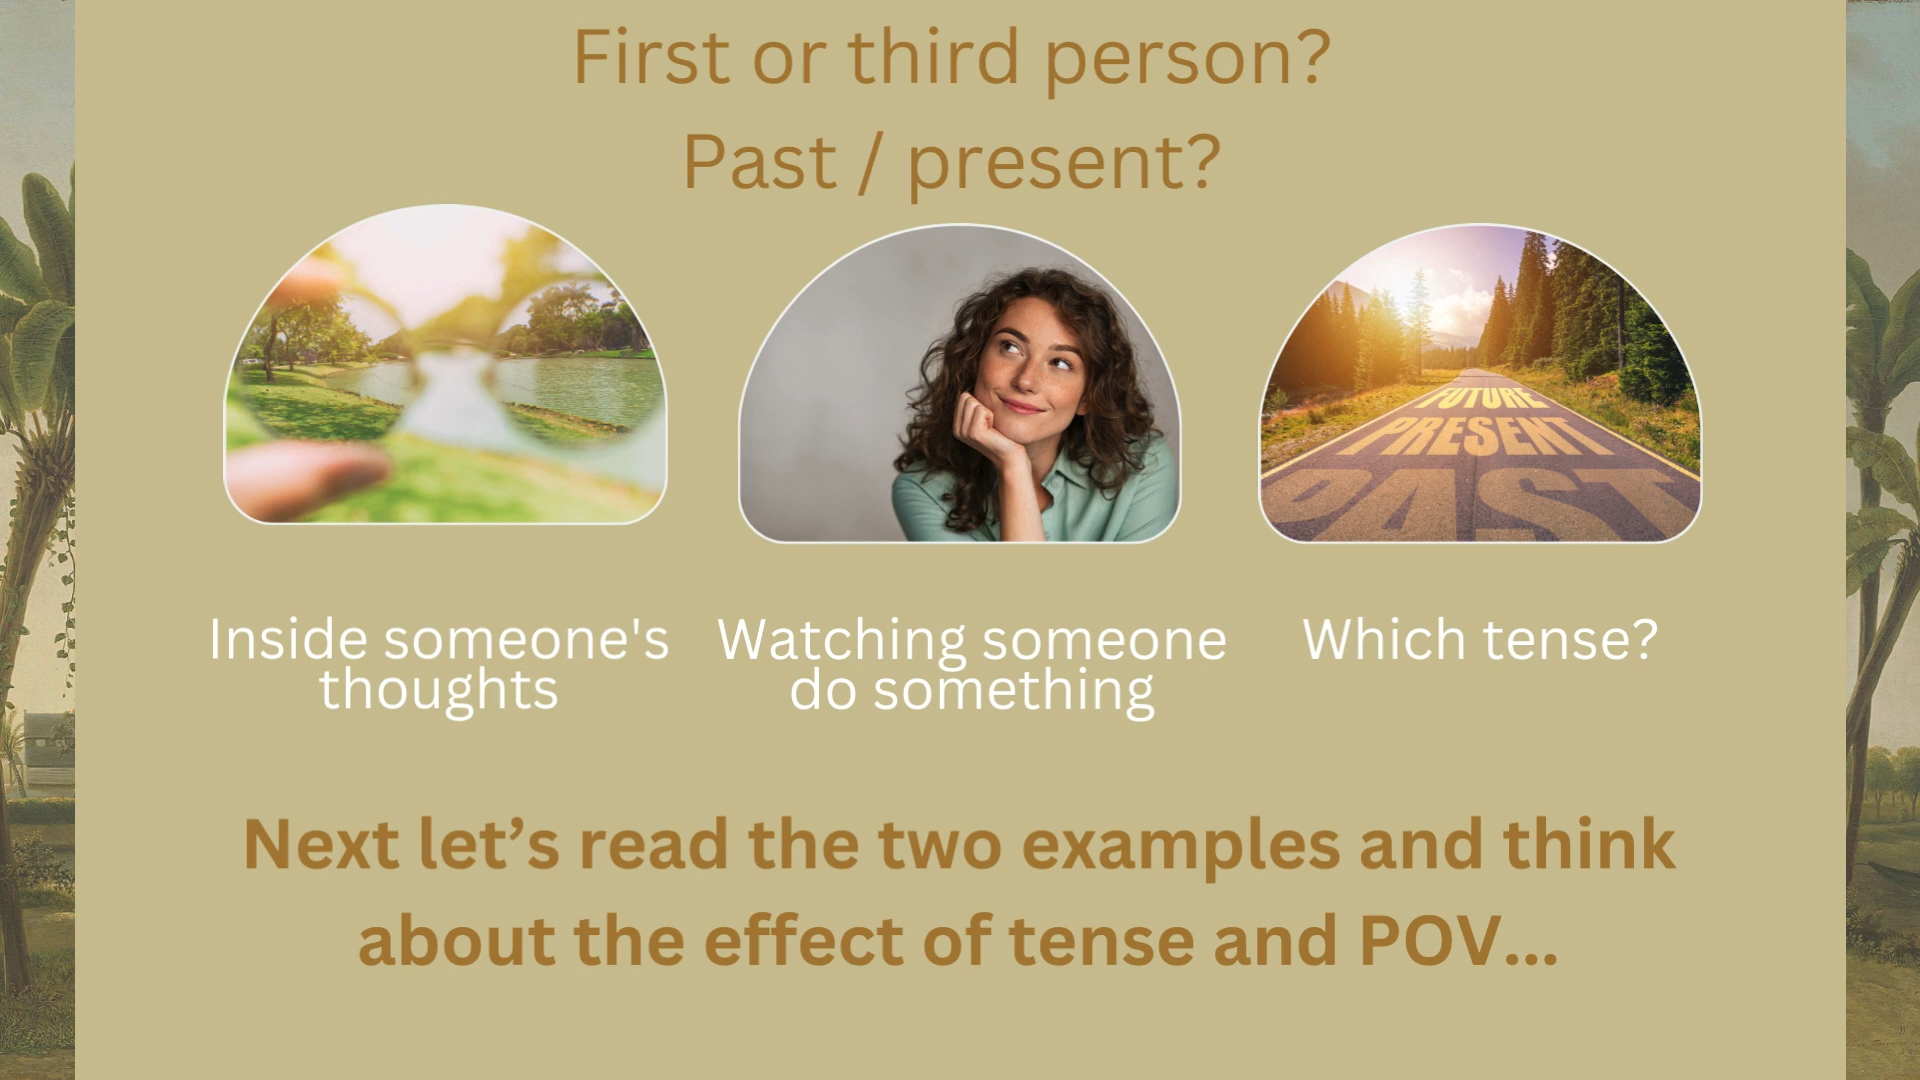 First or third person?
Past / present?
FUTURE
PRESENT
PAST
Inside someone's
thoughts
Watching someone
do something
Which tense?
Next let’s read the two examples and think
about the effect of tense and POV...